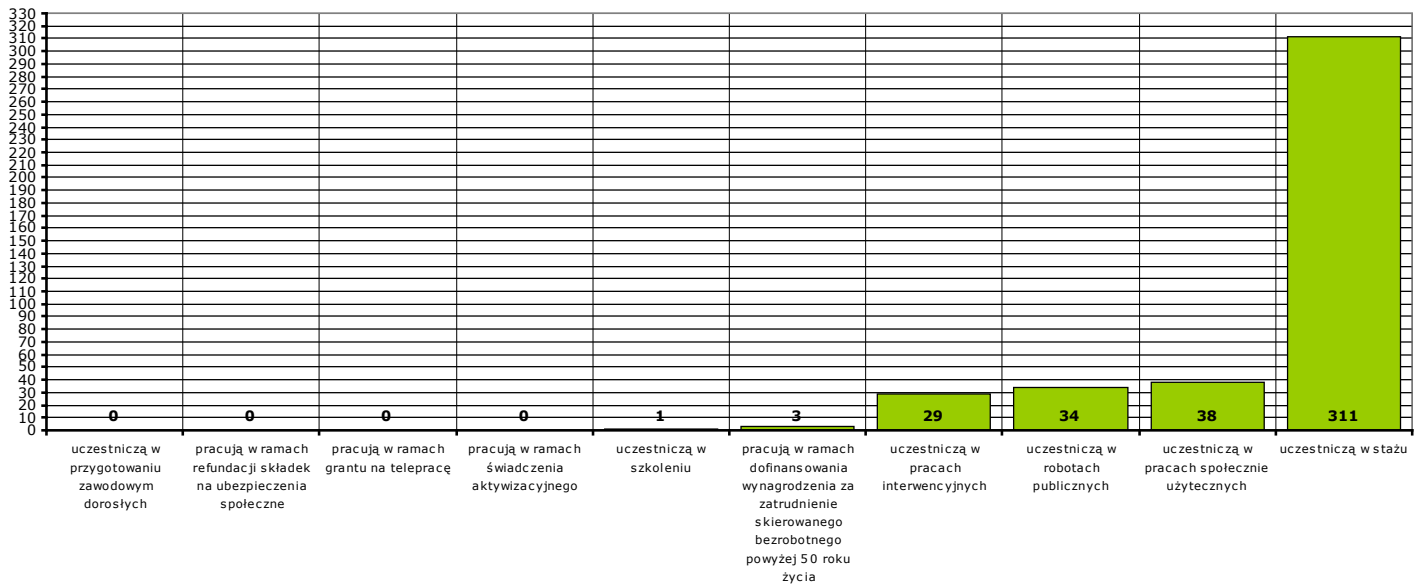 330
320
310
300
290
280
270
260
250
240
230
220
210
200
190
180
170
160
150
140
130
120
110
100
90
80
70
60
50
40
30
20
10
0
0
0
0
0
1
3
29
34
38
311
uczestniczą w
przygotowaniu
zawodowym
dorosłych
pracują w ramach
refundacji składek
na ubezpieczenia
społeczne
pracują w ramach
grantu na telepracę
pracują w ramach
świadczenia
aktywizacyjnego
uczestniczą w
szkoleniu
pracują w ramach
dofinansowania
wynagrodzenia za
zatrudnienie
skierowanego
bezrobotnego
powyżej 50 roku
życia
uczestniczą w
pracach
interwencyjnych
uczestniczą w
robotach
publicznych
uczestniczą w
pracach społecznie
użytecznych
uczestniczą w stażu